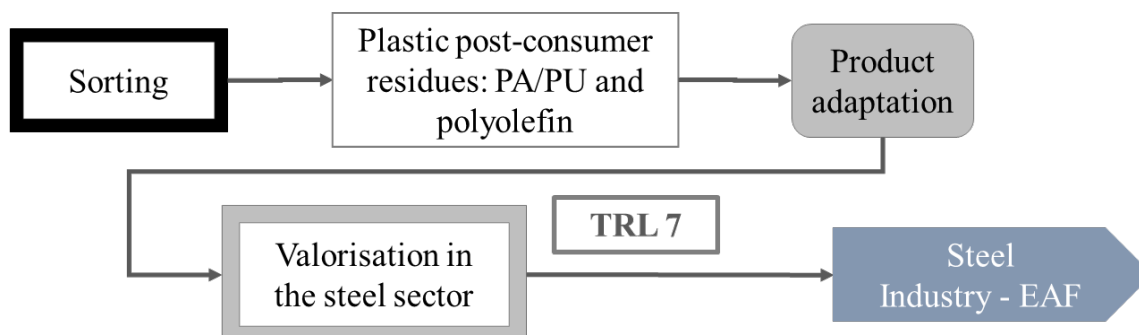 Sorting
Plastic post-consumer
residues: PA/PU and
polyolefin
Product
adaptation
Valorisation in
the steel sector
TRL 7
Steel
Industry - EAF